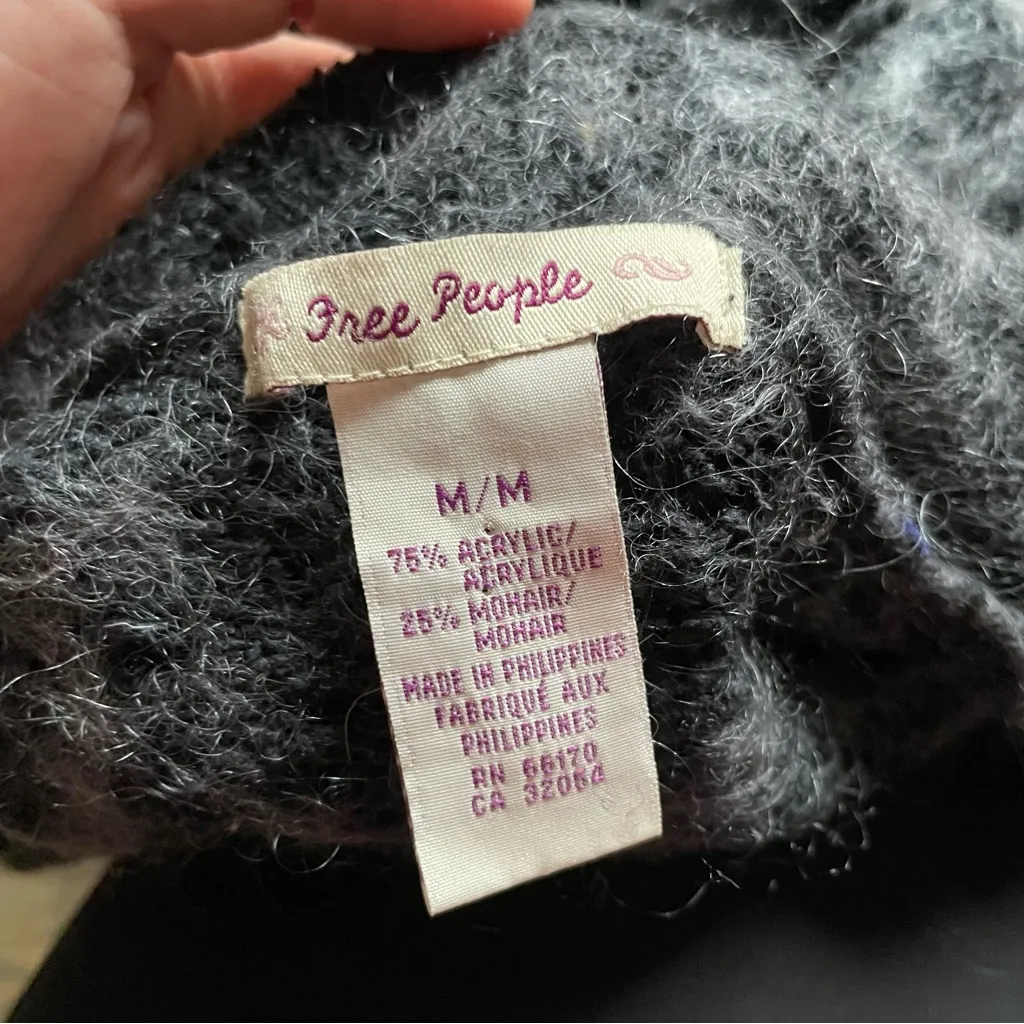 Free People
M/M
75% ACRYLIC/
ACRYLIQUE
25% MOHAIR/
MOHAIR
MADE IN PHILIPPINES
FABRIQUÉ AUX
PHILIPPINES
RN 66170
CA 32064